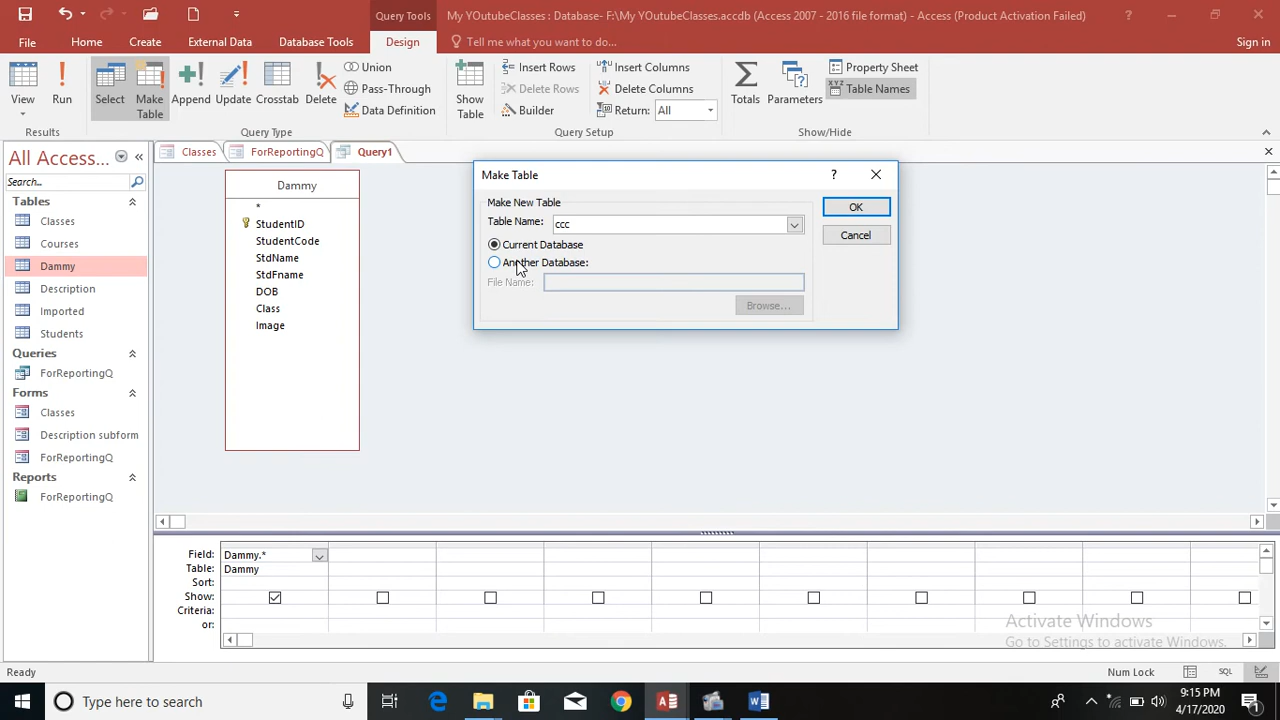 Query Tools
My YOutubeClasses : Database- F:\My YOutubeClasses.accdb (Access 2007 - 2016 file format) - Access (Product Activation Failed)
File Home Create External Data Database Tools Design Tell me what you want to do... Sign in
View
Run
Select
Make Table
Append
Update
Crosstab
Delete
Union
Pass-Through
Data Definition
Show Table
Insert Rows
Delete Rows
Builder
Insert Columns
Delete Columns
Return: All
Totals
Parameters
Property Sheet
Table Names
Results Query Type Query Setup Show/Hide
All Access...
Search...
Tables
Classes
Courses
Dammy
Description
Imported
Students
Queries
ForReportingQ
Forms
Classes
Description subform
ForReportingQ
Reports
ForReportingQ
Classes ForReportingQ Query1
Dammy
*
StudentID
StudentCode
StdName
StdFname
DOB
Class
Image
Make Table ?
Make New Table
Table Name: ccc
Current Database
Another Database:
File Name:
Browse...
OK
Cancel
Field: Dammy.*
Table: Dammy
Sort:
Show:
Criteria:
or:
Activate Windows
Go to Settings to activate Windows.
Ready Num Lock SQL
Type here to search
9:15 PM
4/17/2020